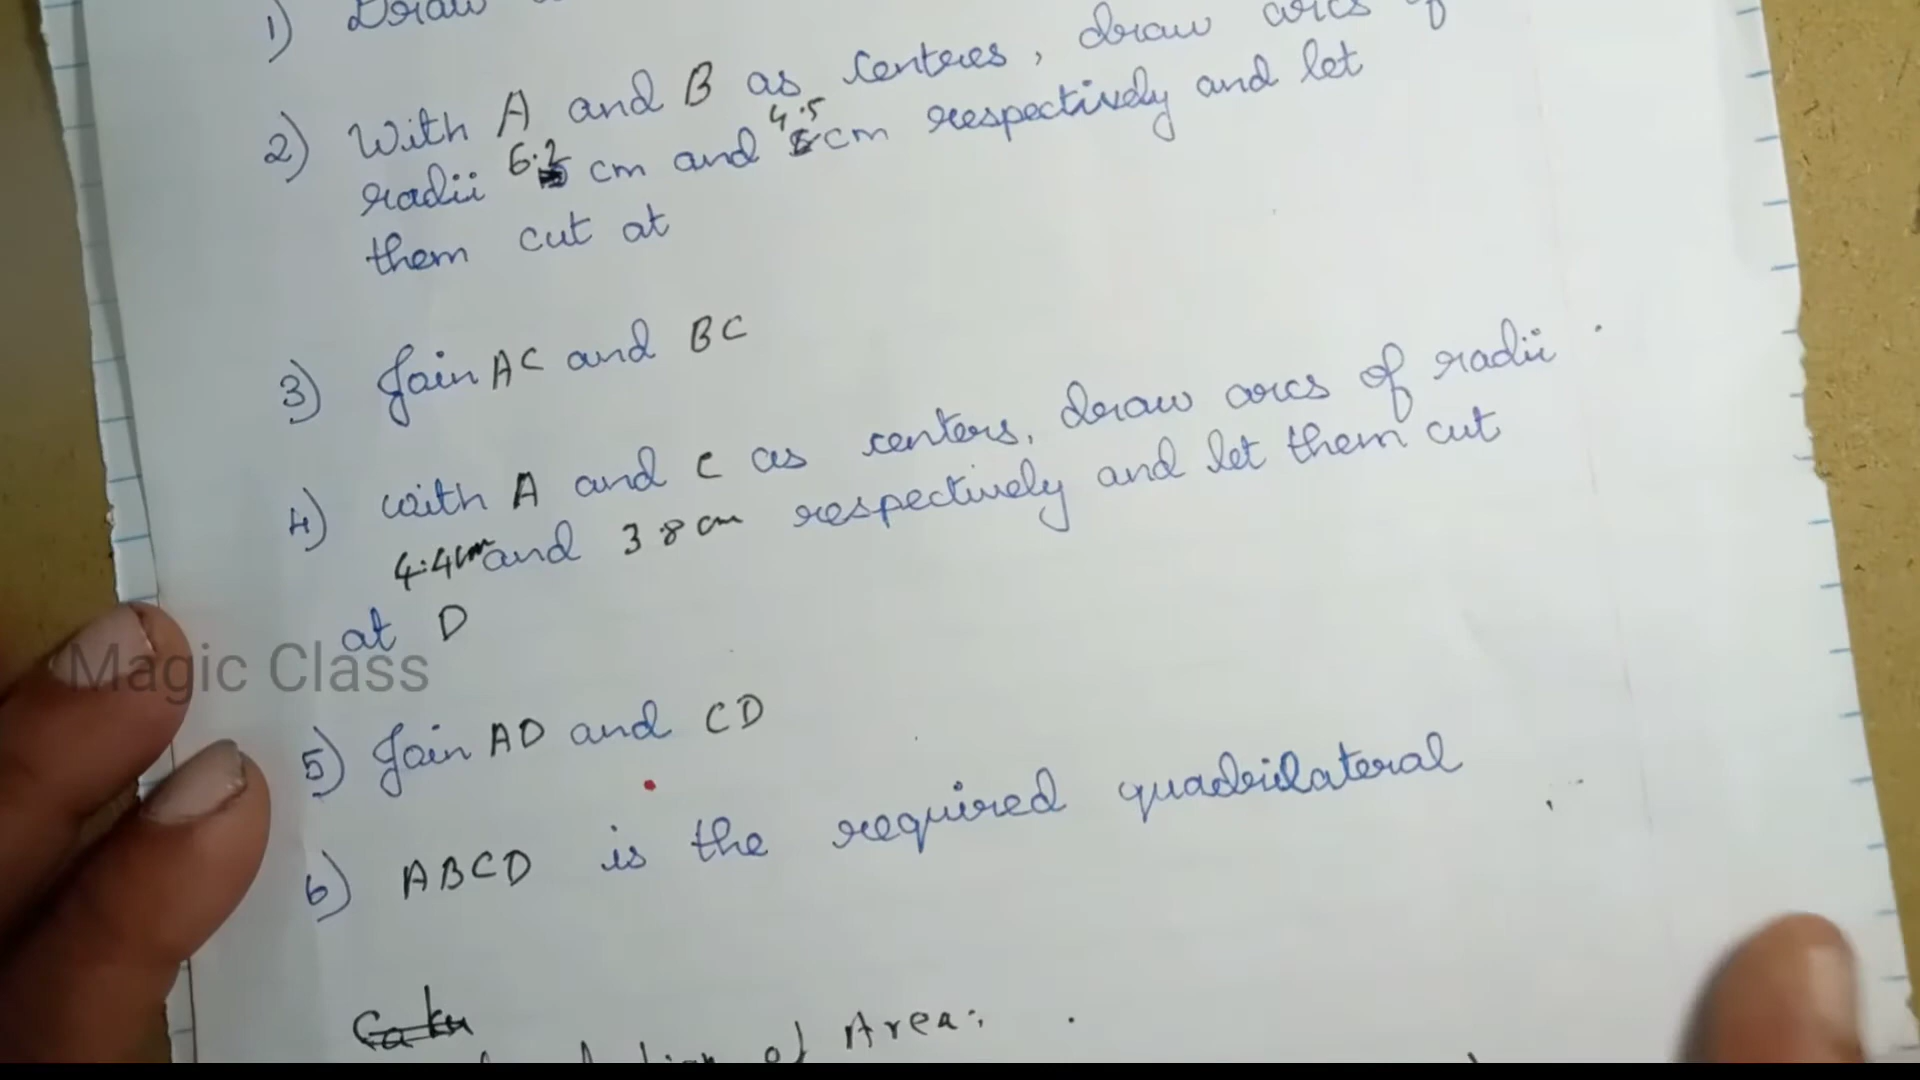 1) Draw
2) With A and B as centres, draw arcs of
radii 6.2 cm and 4.5 cm respectively and let
them cut at
3) Join AC and BC
4) with A and C as centers, draw arcs of radii
4.4cm and 3.8 cm respectively and let them cut
at D
Magic Class
5) Join AD and CD
6) ABCD is the required quadrilateral
of Area: